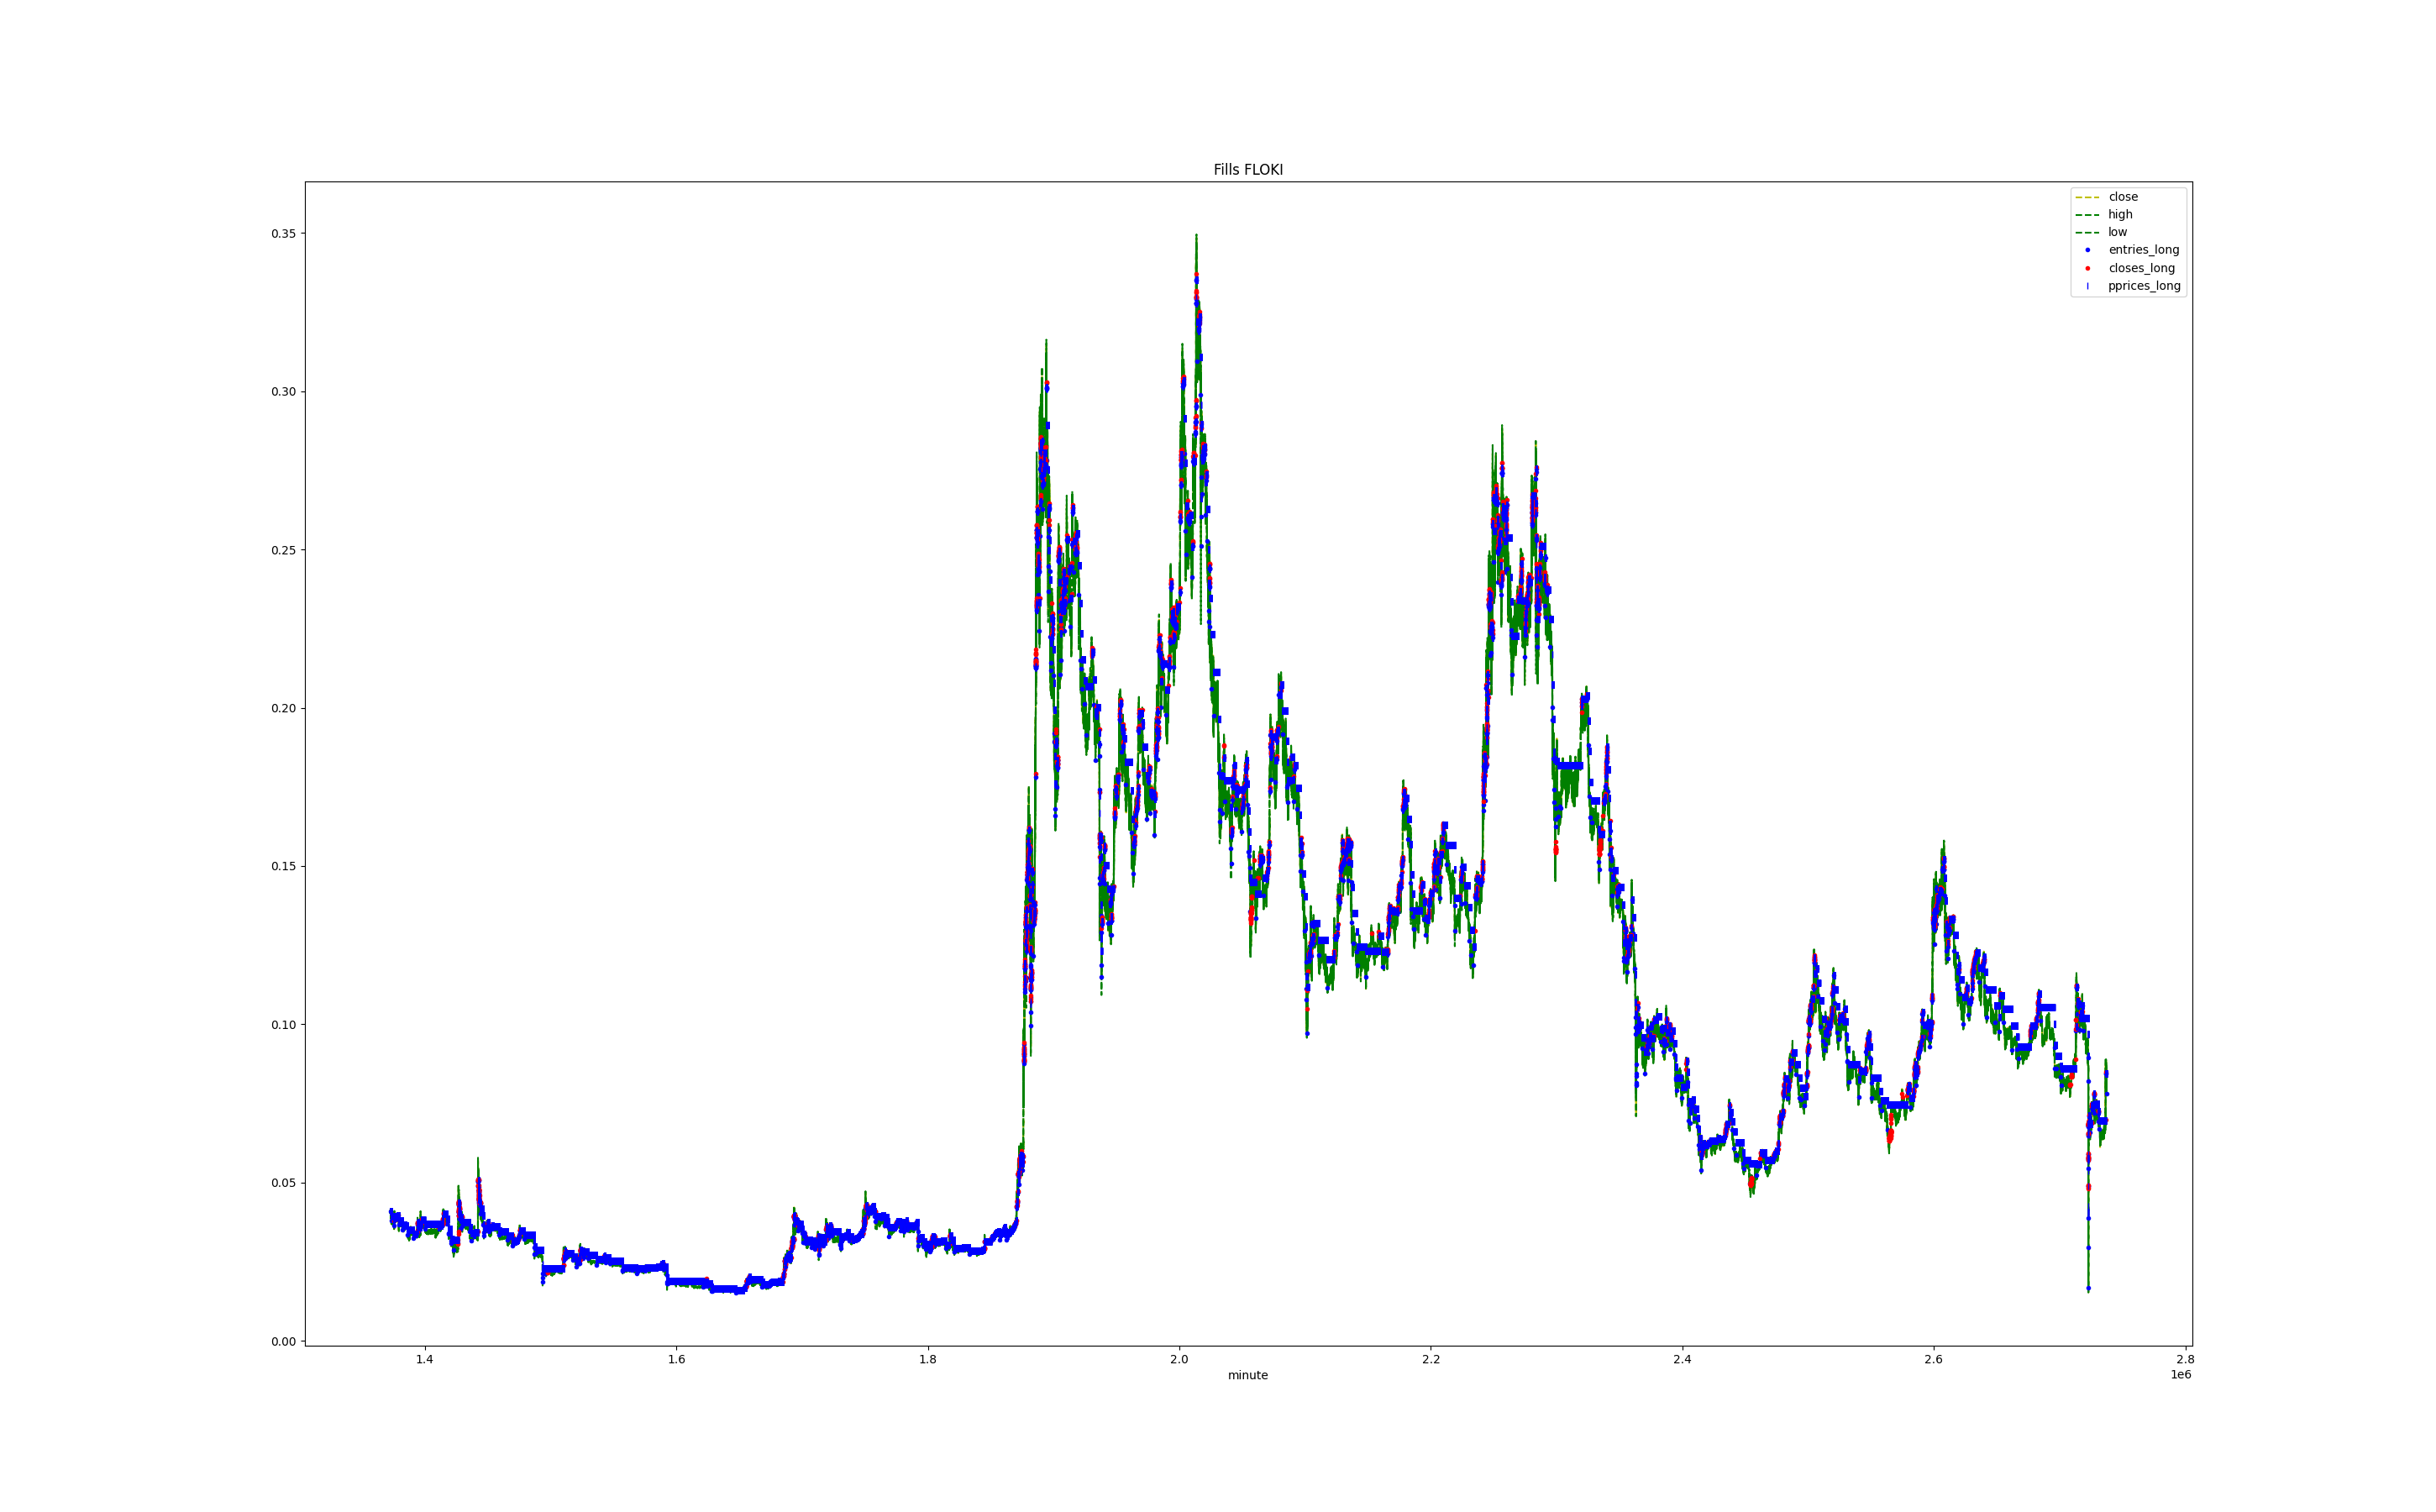 Fills FLOKI
close
high
low
entries_long
closes_long
pprices_long
0.35
0.30
0.25
0.20
0.15
0.10
0.05
0.00
1.4 1.6 1.8 2.0 2.2 2.4 2.6 2.8
minute 1e6